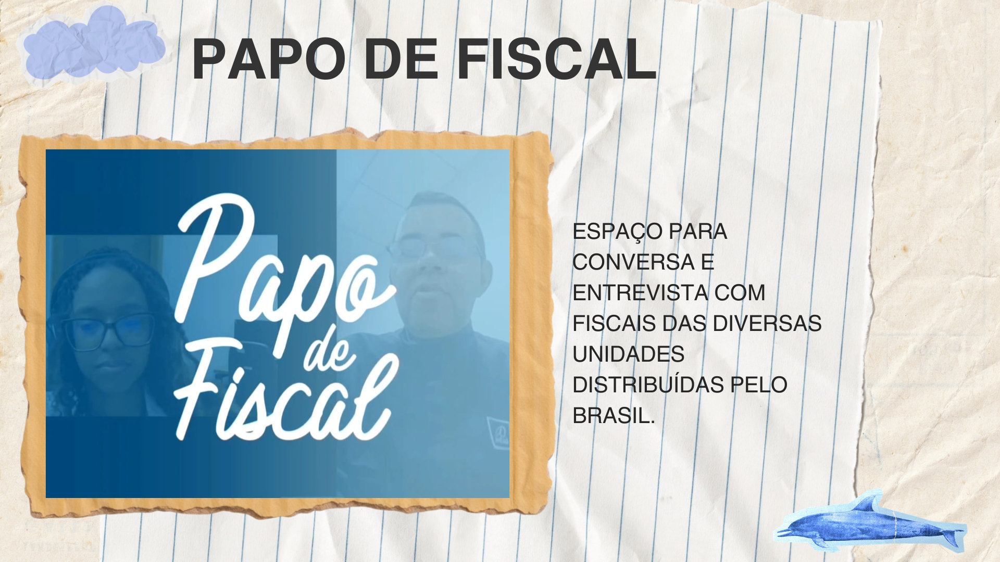 PAPO DE FISCAL
Papo
de
Fiscal
ESPAÇO PARA
CONVERSA E
ENTREVISTA COM
FISCAIS DAS DIVERSAS
UNIDADES
DISTRIBUÍDAS PELO
BRASIL.